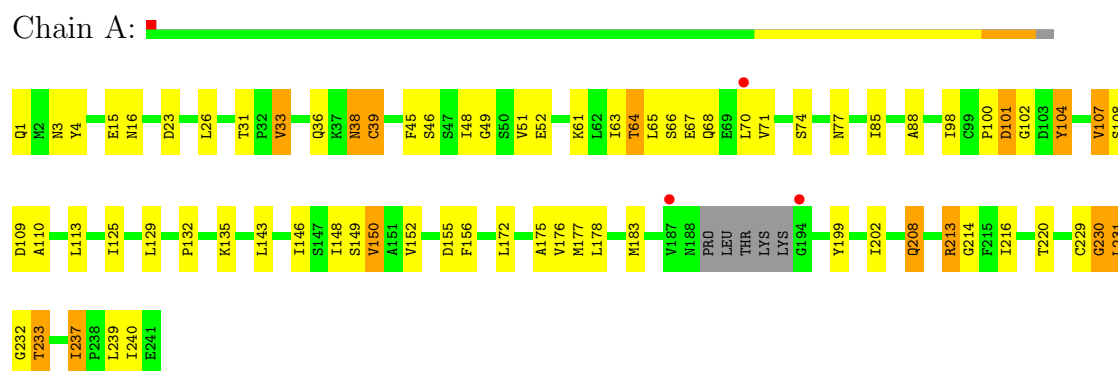 Chain A:
Q1 M2 N3 Y4 E15 N16 D23 L26 T31 P32 V33 Q36 K37 N38 C39 F45 S46 S47 I48 G49 S50 V51 E52 K61 L62 T63 T64 L65 S66 E67 Q68 E69 L70 V71 S74 N77 I85 A88 I98 C99 P100 D101 G102 D103 Y104 V107 S108
D109 A110 L113 I125 L129 P132 K135 L143 I146 S147 I148 S149 V150 A151 V152 D155 F156 L172 A175 V176 M177 L178 M183 V187 N188 PRO LEU THR LYS LYS G194 Y199 I202 Q208 R213 G214 F215 I216 T220 C229 G230
G232 T233 I237 P238 L239 I240 E241